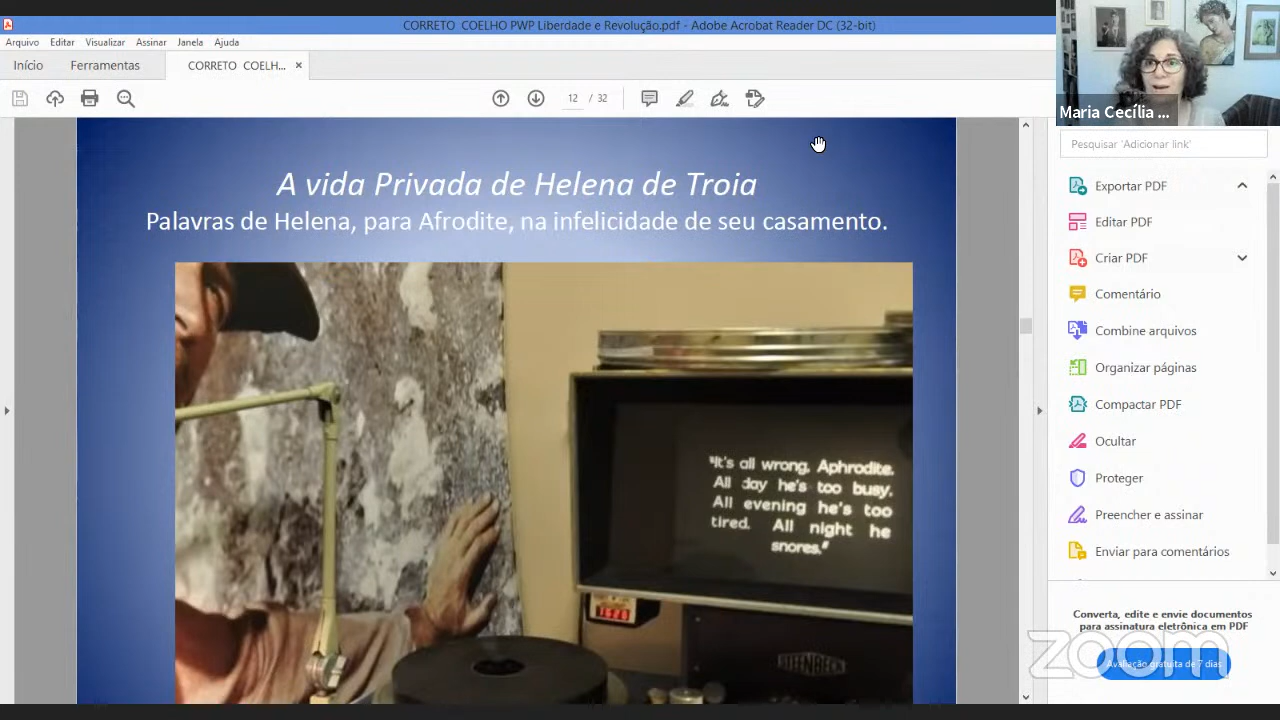 CORRETO COELHO PWP Liberdade e Revolução.pdf - Adobe Acrobat Reader DC (32-bit)
Arquivo Editar Visualizar Assinar Janela Ajuda
Início Ferramentas CORRETO COELH... ×
12 / 32
Maria Cecília ...
A vida Privada de Helena de Troia
Palavras de Helena, para Afrodite, na infelicidade de seu casamento.
"It's all wrong, Aphrodite.
All day he's too busy.
All evening he's too
tired. All night he
snores."
STEENBECK
Pesquisar 'Adicionar link'
Exportar PDF
Editar PDF
Criar PDF
Comentário
Combine arquivos
Organizar páginas
Compactar PDF
Ocultar
Proteger
Preencher e assinar
Enviar para comentários
Converta, edite e envie documentos
para assinatura eletrônica em PDF
Avaliação gratuita de 7 dias
zoom